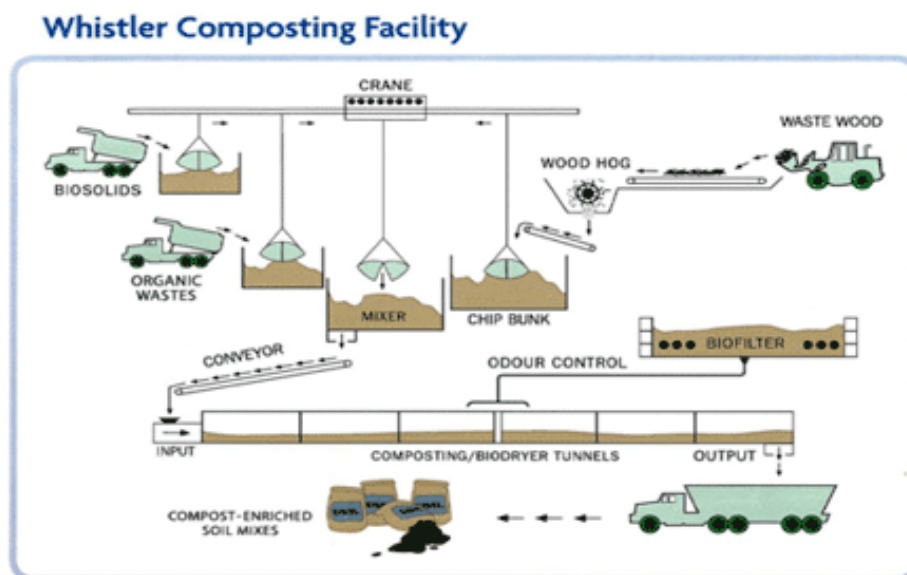 Whistler Composting Facility
CRANE
WASTE WOOD
WOOD HOG
BIOSOLIDS
ORGANIC
WASTES
MIXER
CHIP BUNK
BIOFILTER
CONVEYOR
ODOUR CONTROL
INPUT
COMPOSTING/BIODRYER TUNNELS
OUTPUT
COMPOST-ENRICHED
SOIL MIXES